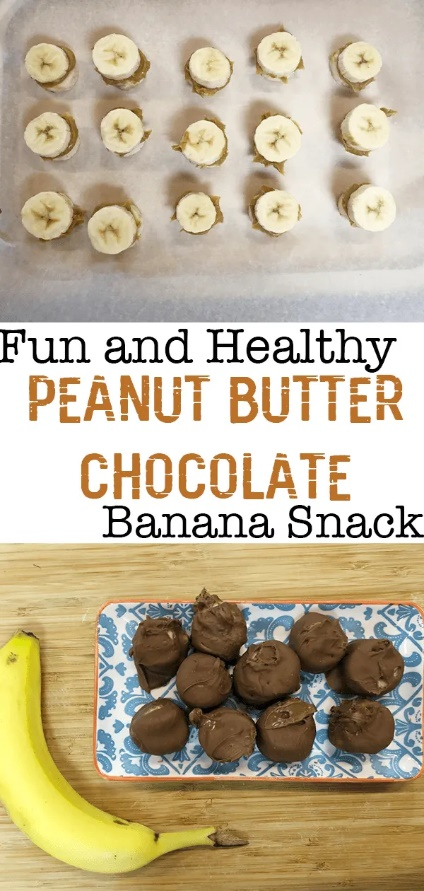 Fun and Healthy
PEANUT BUTTER
CHOCOLATE
Banana Snack